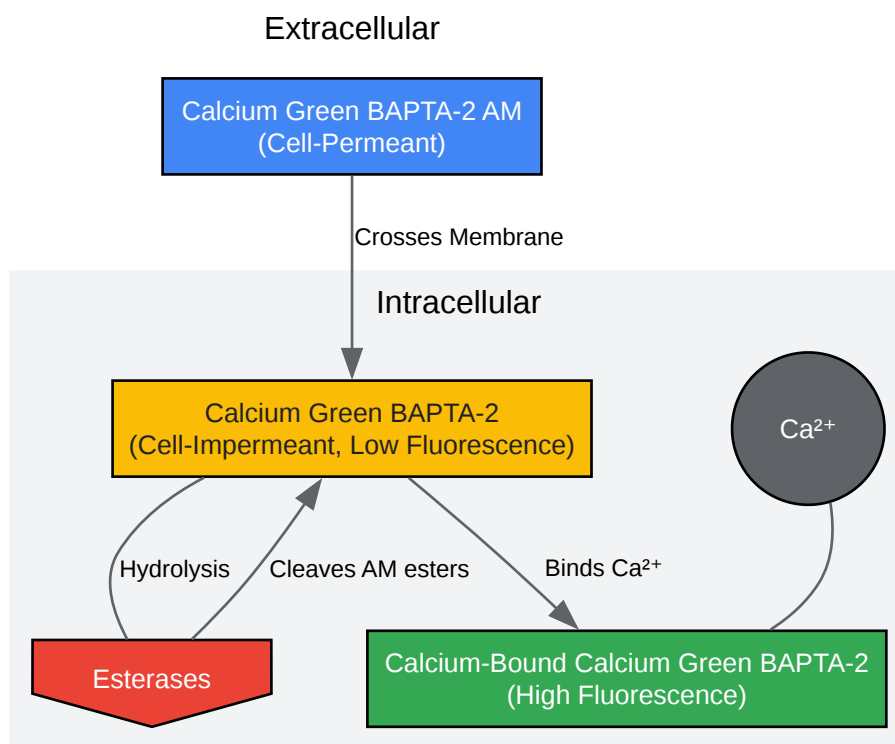 Extracellular
Calcium Green BAPTA-2 AM
(Cell-Permeant)
Crosses Membrane
Intracellular
Calcium Green BAPTA-2
(Cell-Impermeant, Low Fluorescence)
Ca²⁺
Hydrolysis
Cleaves AM esters
Binds Ca²⁺
Esterases
Calcium-Bound Calcium Green BAPTA-2
(High Fluorescence)